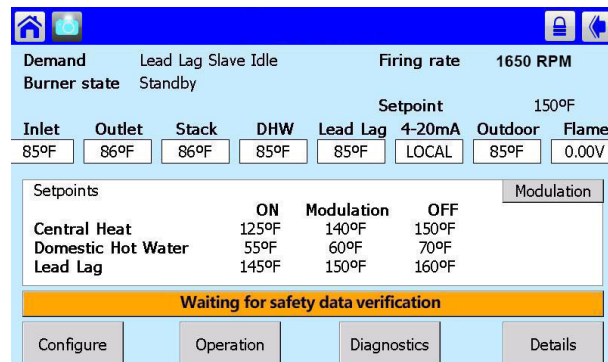 Demand Lead Lag Slave Idle Firing rate 1650 RPM
Burner state Standby
Setpoint 150ºF
Inlet Outlet Stack DHW Lead Lag 4-20mA Outdoor Flame
85ºF 86ºF 86ºF 85ºF 85ºF LOCAL 85ºF 0.00V
Setpoints Modulation
ON Modulation OFF
Central Heat 125ºF 140ºF 150ºF
Domestic Hot Water 55ºF 60ºF 70ºF
Lead Lag 145ºF 150ºF 160ºF
Waiting for safety data verification
Configure Operation Diagnostics Details